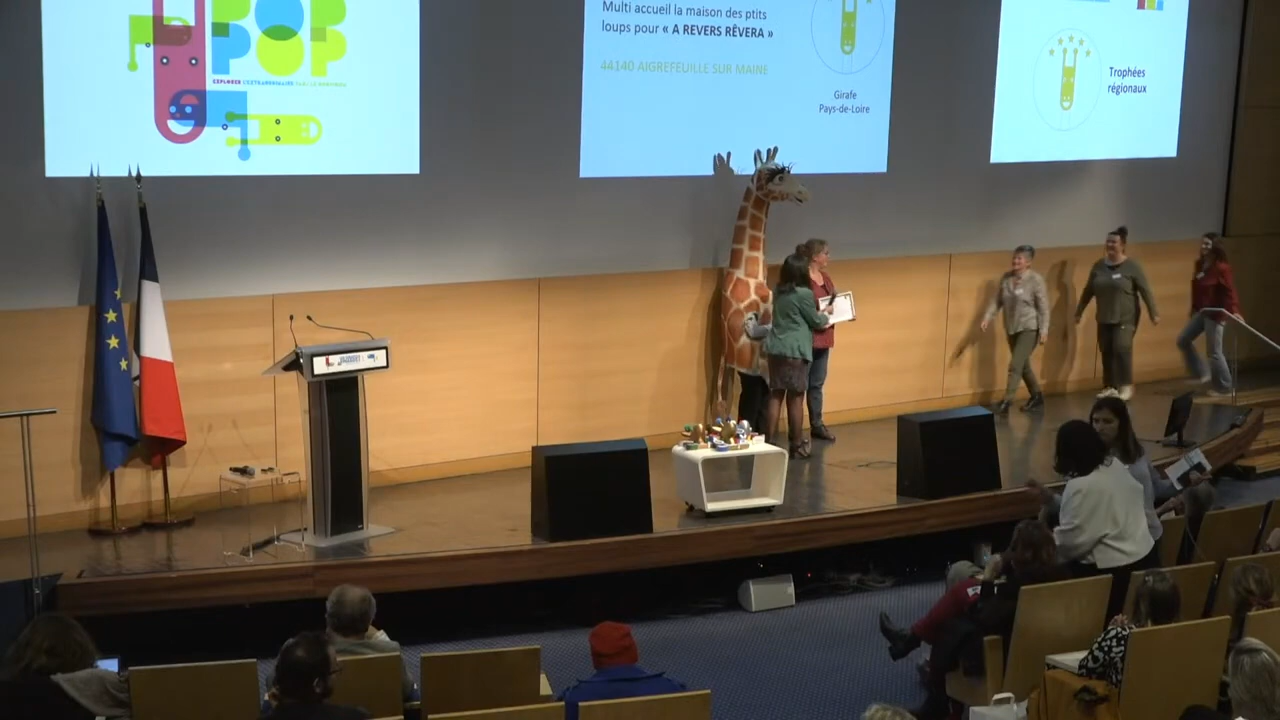 POP
POP
EXPLORER L'EXTRAORDINAIRE
Multi accueil la maison des ptits
loups pour « A REVERS RÊVERA »
44140 AIGREFEUILLE SUR MAINE
Girafe
Pays-de-Loire
Trophées
régionaux